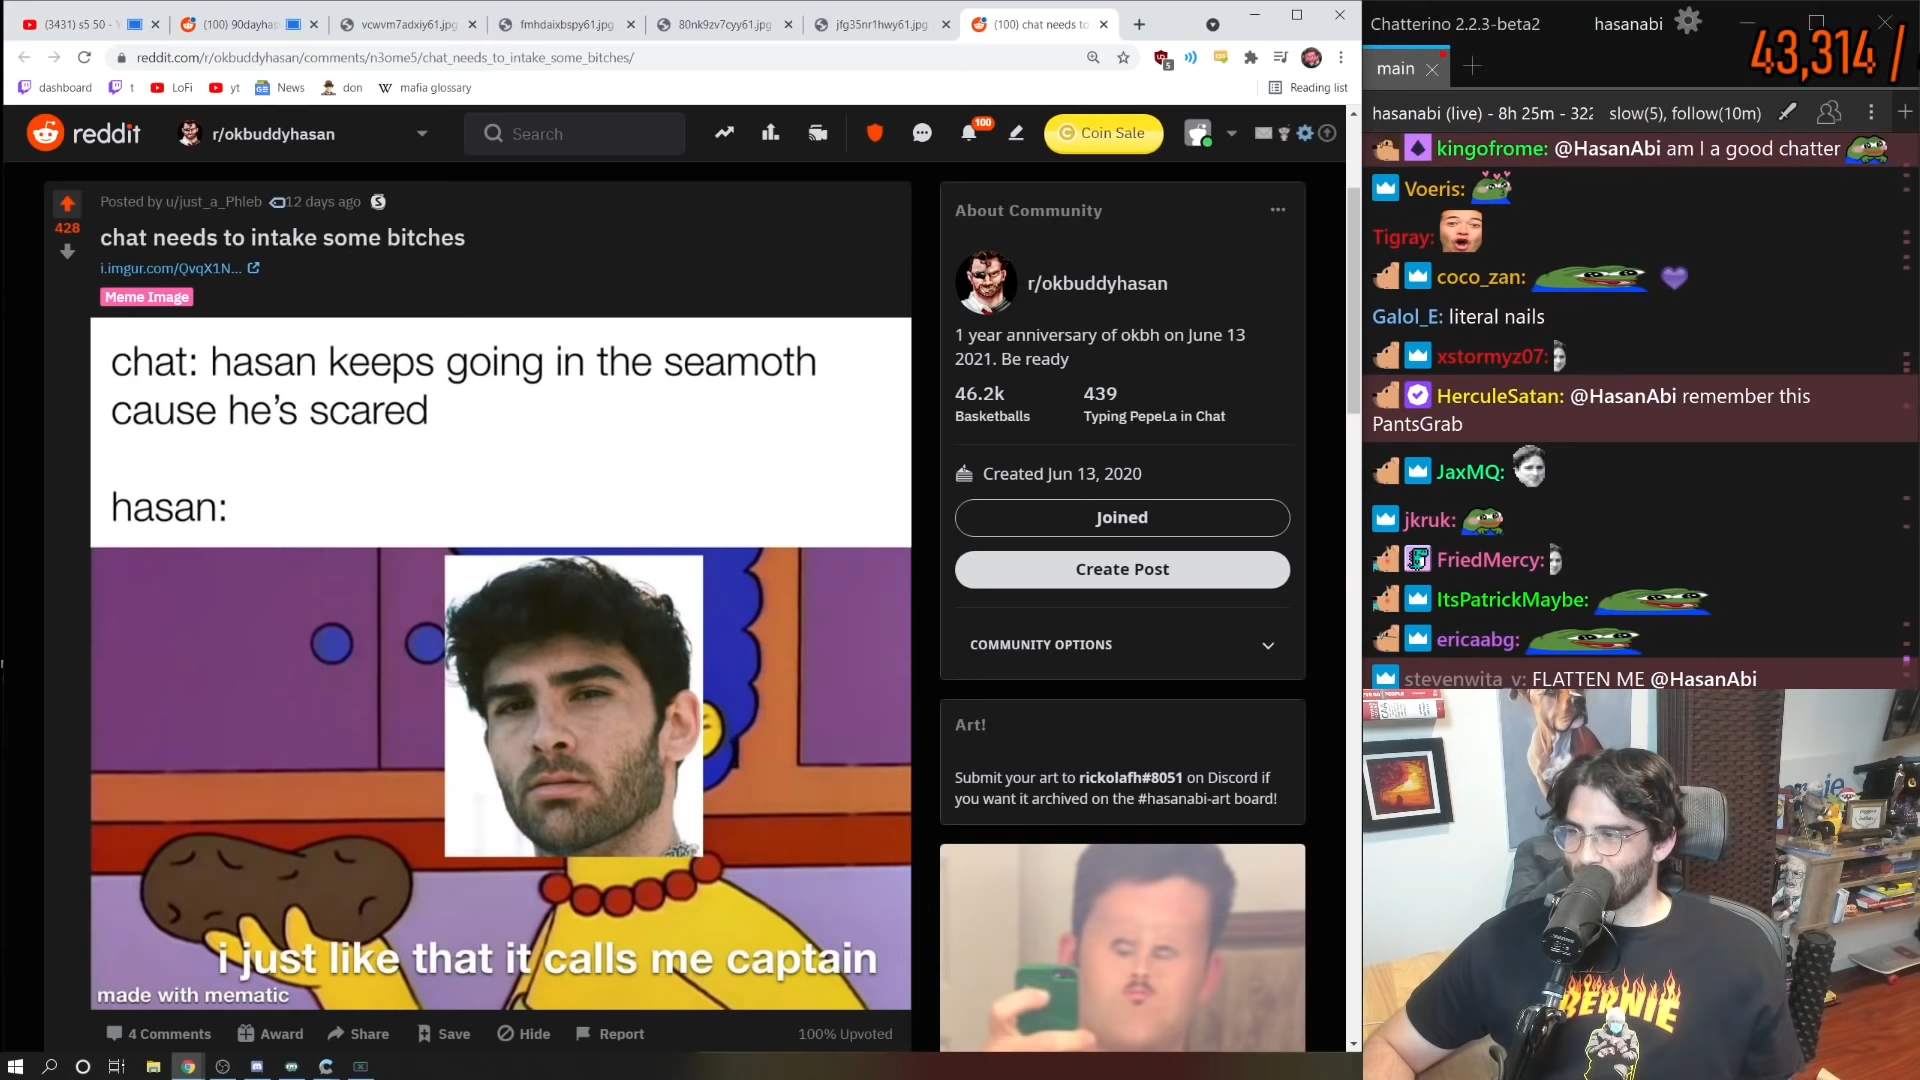 (3431) s5 50 -
(100) 90dayhas
vcwvm7adxiy61.jpg
fmhdaixbspy61.jpg
80nk9zv7cyy61.jpg
jfg35nr1hwy61.jpg
(100) chat needs to
reddit.com/r/okbuddyhasan/comments/n3ome5/chat_needs_to_intake_some_bitches/
dashboard
t
LoFi
yt
News
don
mafia glossary
Reading list
reddit
r/okbuddyhasan
Search
100
Coin Sale
428
Posted by u/just_a_Phleb 12 days ago
chat needs to intake some bitches
i.imgur.com/QvqX1N...
Meme Image
chat: hasan keeps going in the seamoth
cause he's scared
hasan:
i just like that it calls me captain
made with mematic
4 Comments
Award
Share
Save
Hide
Report
100% Upvoted
About Community
r/okbuddyhasan
1 year anniversary of okbh on June 13
2021. Be ready
46.2k
439
Basketballs
Typing PepeLa in Chat
Created Jun 13, 2020
Joined
Create Post
COMMUNITY OPTIONS
Art!
Submit your art to rickolafh#8051 on Discord if
you want it archived on the #hasanabi-art board!
Chatterino 2.2.3-beta2
hasanabi
43,314 /
main
hasanabi (live) - 8h 25m - 322
slow(5), follow(10m)
kingofrome: @HasanAbi am I a good chatter
Voeris:
Tigray:
coco_zan:
Galol_E: literal nails
xstormyz07:
HerculeSatan: @HasanAbi remember this
PantsGrab
JaxMQ:
jkruk:
FriedMercy:
ItsPatrickMaybe:
ericaabg:
stevenwita_v: FLATTEN ME @HasanAbi
BERNIE